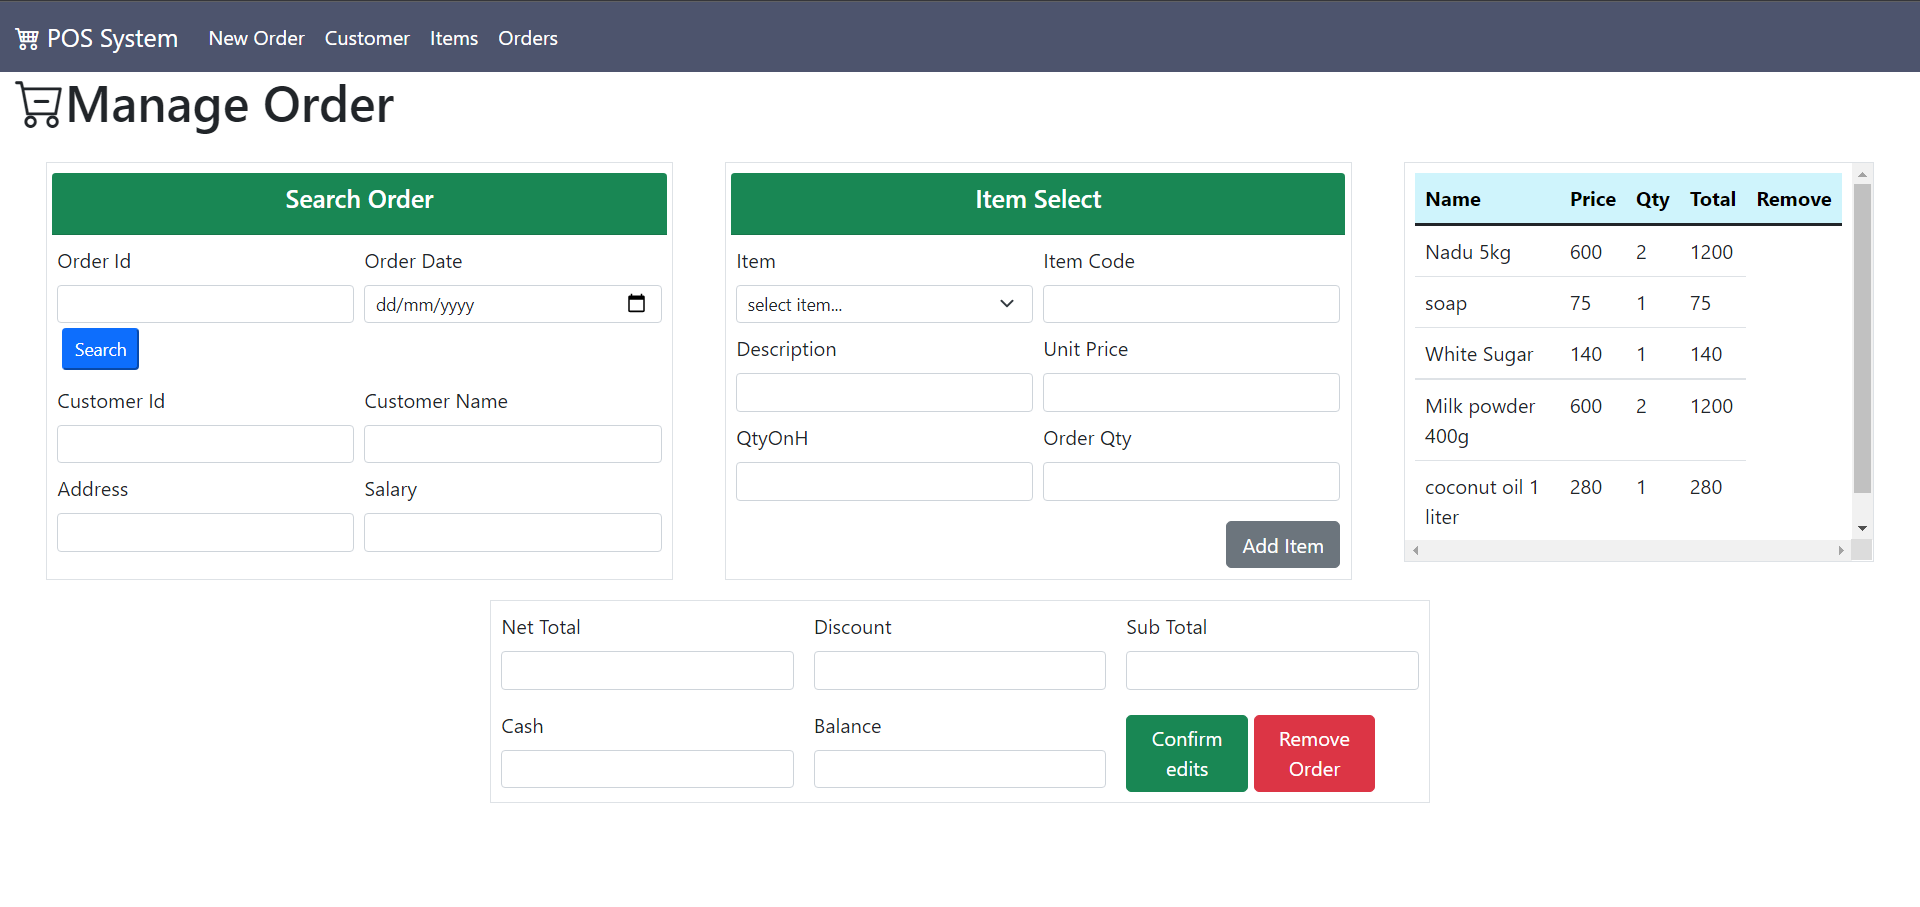 POS System New Order Customer Items Orders
Manage Order
Search Order
Order Id Order Date
dd/mm/yyyy
Search
Customer Id Customer Name
Address Salary
Item Select
Item Item Code
select item...
Description Unit Price
QtyOnH Order Qty
Add Item
Name Price Qty Total Remove
Nadu 5kg 600 2 1200
soap 75 1 75
White Sugar 140 1 140
Milk powder 600 2 1200
400g
coconut oil 1 280 1 280
liter
Net Total Discount Sub Total
Cash Balance
Confirm
edits
Remove
Order